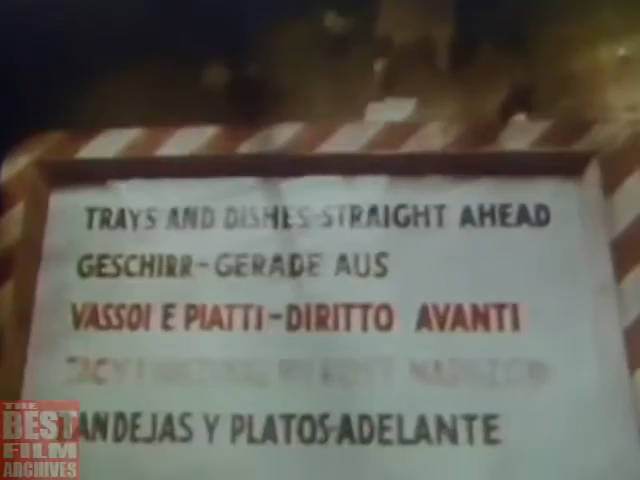 TRAYS AND DISHES-STRAIGHT AHEAD
GESCHIRR-GERADE AUS
VASSOI E PIATTI-DIRITTO AVANTI
ANDEJAS Y PLATOS-ADELANTE
THE
BEST
FILM
ARCHIVES